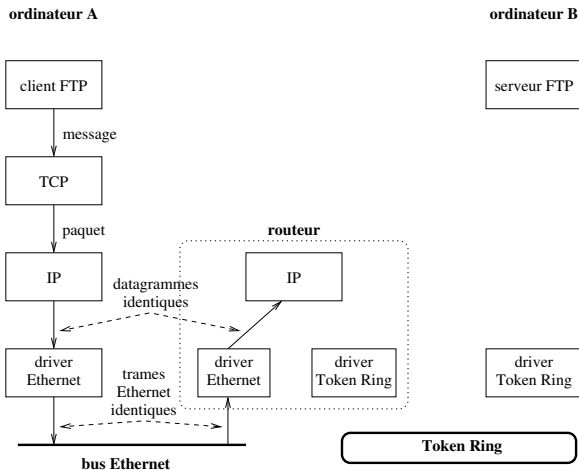 ordinateur A
ordinateur B
client FTP
serveur FTP
message
TCP
paquet
routeur
IP
datagrammes
identiques
IP
driver
Ethernet
trames
Ethernet
identiques
driver
Ethernet
driver
Token Ring
driver
Token Ring
bus Ethernet
Token Ring